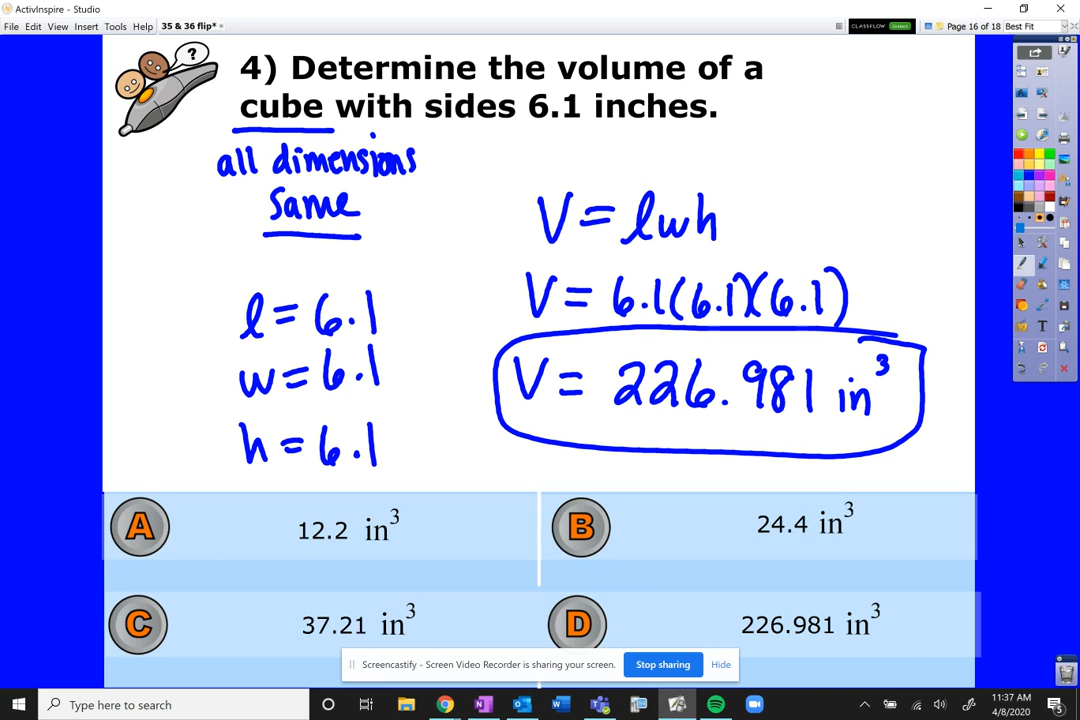 ActivInspire - Studio
File Edit View Insert Tools Help 35 & 36 flip*
CLASSFLOW Connect
Page 16 of 18 Best Fit
?
4) Determine the volume of a
cube with sides 6.1 inches.
all dimensions
same
l = 6.1
w = 6.1
h = 6.1
V = lwh
V = 6.1(6.1)(6.1)
V = 226.981 in³
A 12.2 in³
B 24.4 in³
C 37.21 in³
D 226.981 in³
Screencastify - Screen Video Recorder is sharing your screen. Stop sharing Hide
Type here to search
11:37 AM
4/8/2020
5